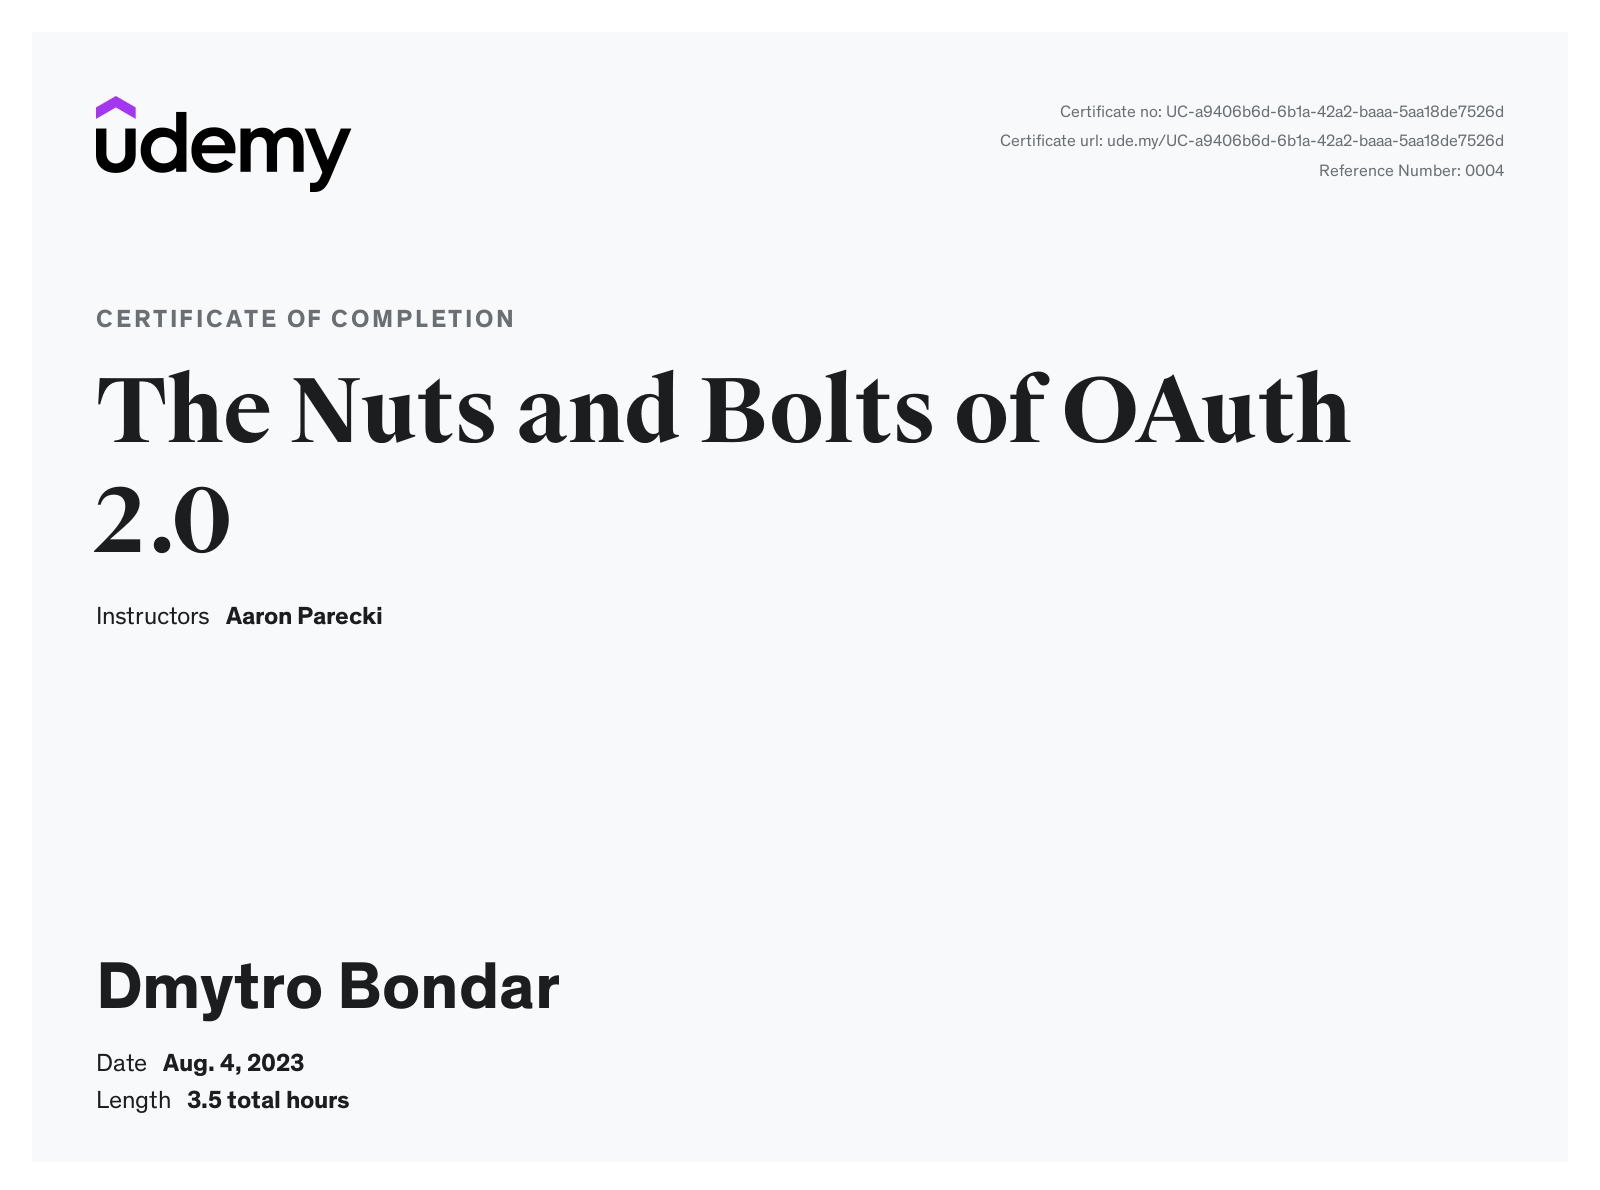 udemy
Certificate no: UC-a9406b6d-6b1a-42a2-baaa-5aa18de7526d
Certificate url: ude.my/UC-a9406b6d-6b1a-42a2-baaa-5aa18de7526d
Reference Number: 0004
CERTIFICATE OF COMPLETION
The Nuts and Bolts of OAuth
2.0
Instructors Aaron Parecki
Dmytro Bondar
Date Aug. 4, 2023
Length 3.5 total hours